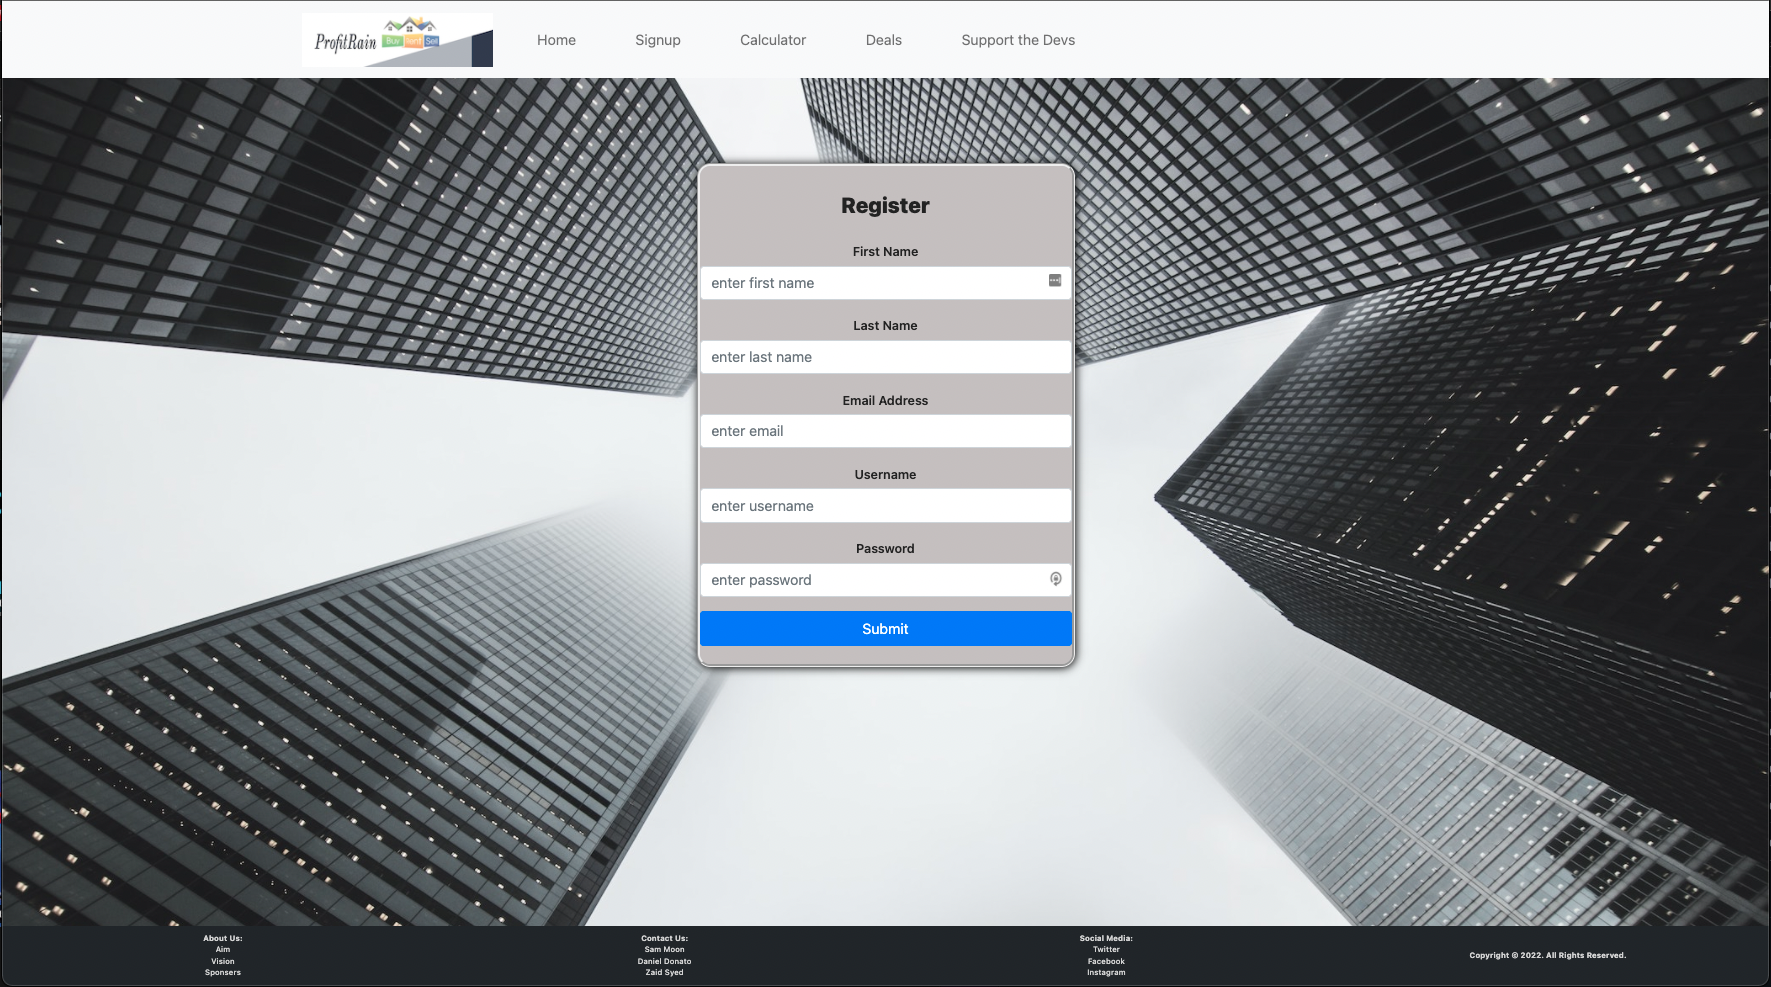 ProfitRain
Buy Rent Sell
Home Signup Calculator Deals Support the Devs
Register
First Name
enter first name
Last Name
enter last name
Email Address
enter email
Username
enter username
Password
enter password
Submit
About Us:
Aim
Vision
Sponsers
Contact Us:
Sam Moon
Daniel Donato
Zaid Syed
Social Media:
Twitter
Facebook
Instagram
Copyright © 2022. All Rights Reserved.